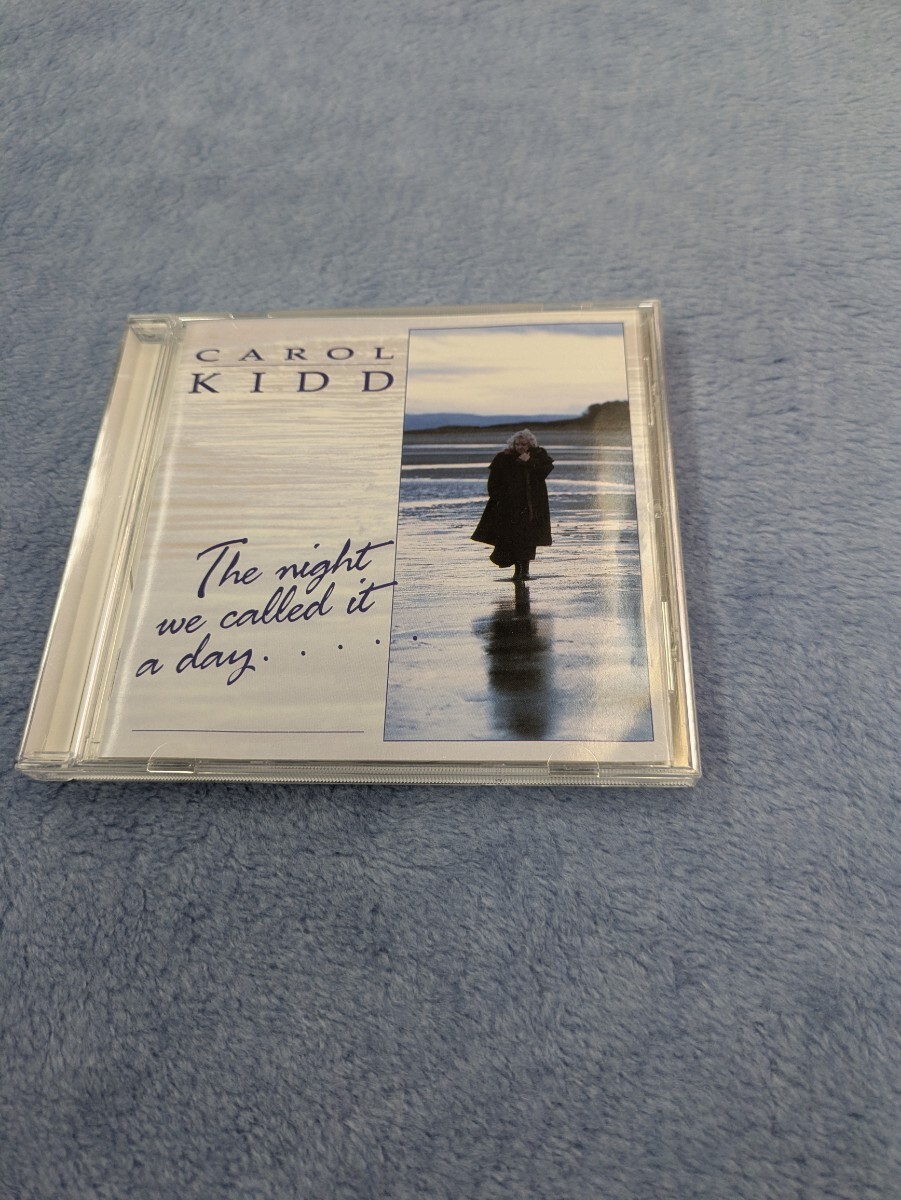 CAROL
KIDD
The night
we called it
a day. . . . . .